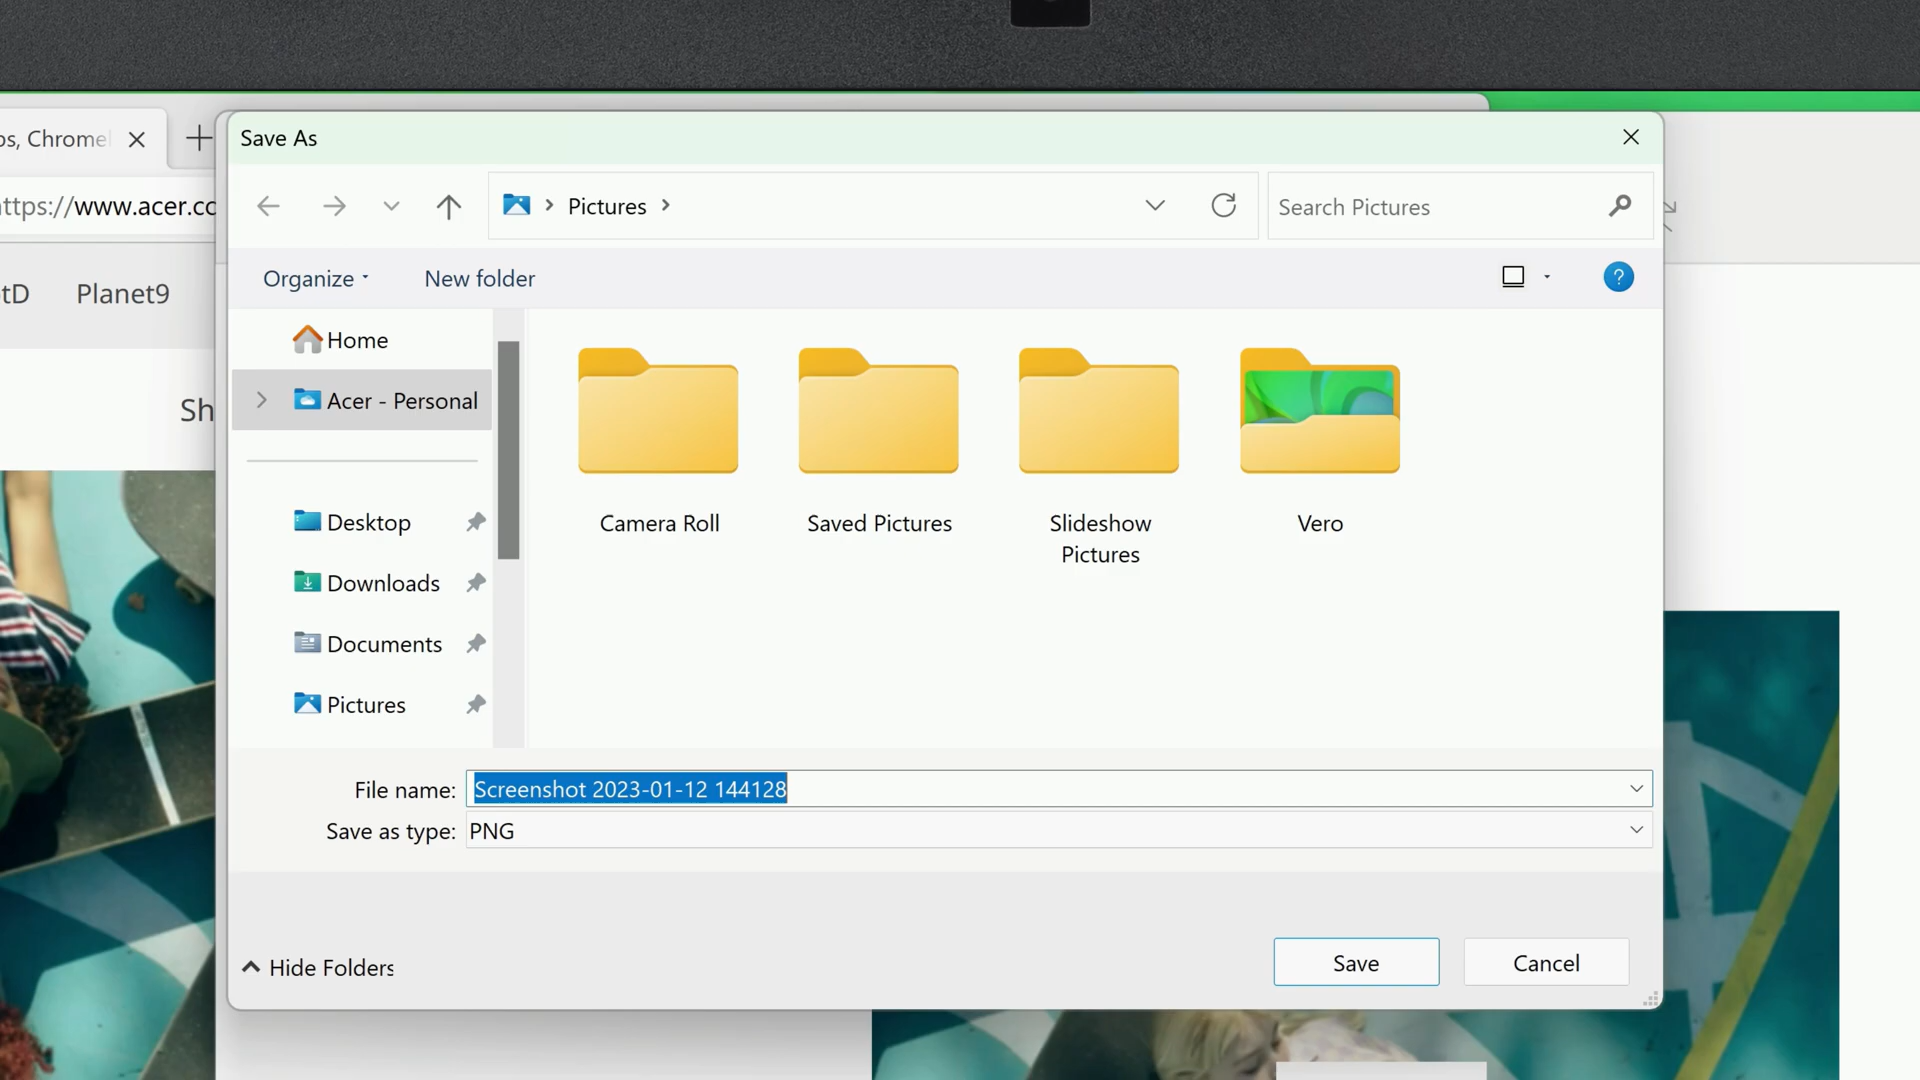 Save As
ps, Chrome
https://www.acer.co
Pictures
Search Pictures
tD
Planet9
Organize
New folder
Home
Acer - Personal
Sh
Desktop
Downloads
Documents
Pictures
Camera Roll
Saved Pictures
Slideshow
Pictures
Vero
File name: Screenshot 2023-01-12 144128
Save as type: PNG
Hide Folders
Save
Cancel